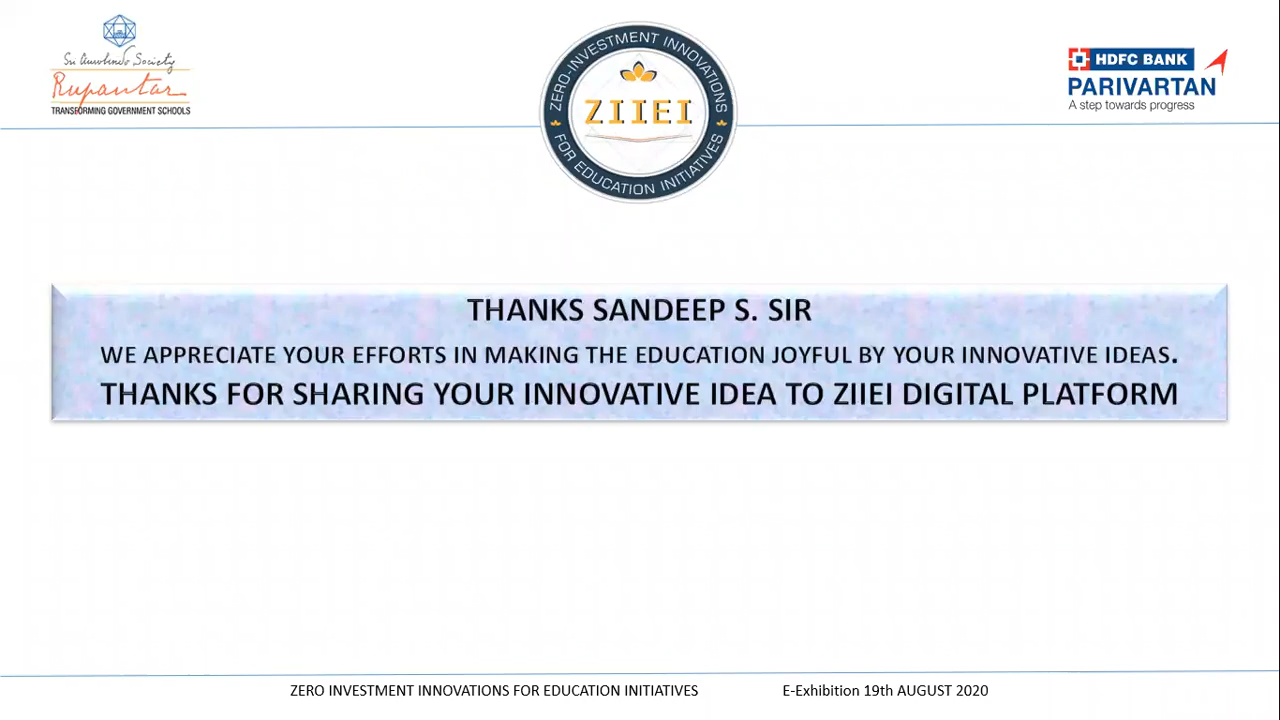 Sri Aurobindo Society
Rupantar
TRANSFORMING GOVERNMENT SCHOOLS
ZERO-INVESTMENT INNOVATIONS
ZIIEI
FOR EDUCATION INITIATIVES
HDFC BANK
PARIVARTAN
A step towards progress
THANKS SANDEEP S. SIR
WE APPRECIATE YOUR EFFORTS IN MAKING THE EDUCATION JOYFUL BY YOUR INNOVATIVE IDEAS.
THANKS FOR SHARING YOUR INNOVATIVE IDEA TO ZIIEI DIGITAL PLATFORM
ZERO INVESTMENT INNOVATIONS FOR EDUCATION INITIATIVES E-Exhibition 19th AUGUST 2020